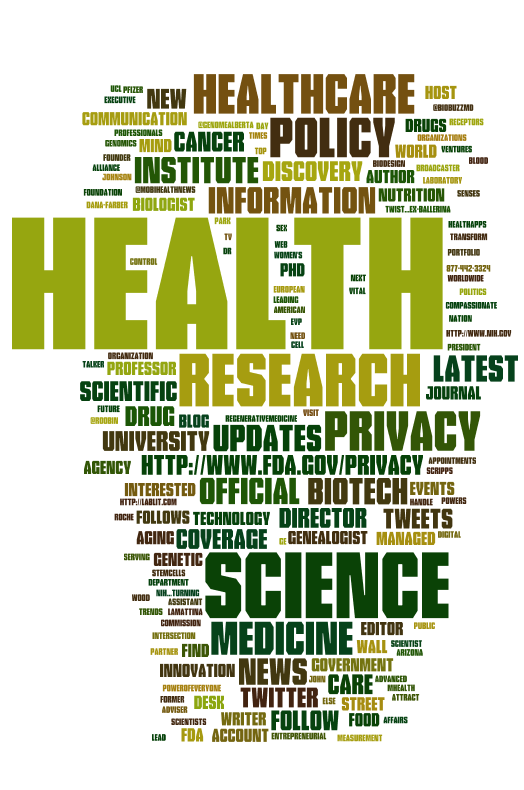 UCL PFIZER
EXECUTIVE
NEW
HEALTHCARE
HOST
@BIOBUZZMD
COMMUNICATION
@GENOMEALBERTA DAY
POLICY
DRUGS
RECEPTORS
PROFESSIONALS
GENOMICS
MIND
CANCER
TIMES
TOP
WORLD
ORGANIZATIONS
VENTURES
FOUNDER
ALLIANCE
JOHNSON
INSTITUTE
DISCOVERY
BIODESIGN
AUTHOR
BROADCASTER
BLOOD
LABORATORY
FOUNDATION
@MOBIHEALTHNEWS
DANA-FARBER
BIOLOGIST
INFORMATION
NUTRITION
SENSES
TWIST...EX-BALLERINA
HEALTH
PARK
TV
DR
CONTROL
SEX
WEB
WOMEN'S
PHD
EUROPEAN
LEADING
AMERICAN
EVP
NEED
CELL
NEXT
VITAL
HEALTHAPPS
TRANSFORM
PORTFOLIO
877-442-3324
WORLDWIDE
POLITICS
COMPASSIONATE
NATION
HTTP://WWW.NIH.GOV
PRESIDENT
ORGANIZATION
TALKER
PROFESSOR
RESEARCH
LATEST
SCIENTIFIC
JOURNAL
FUTURE
@RDOBIN
DRUG
BLOG
REGENERATIVEMEDICINE
VISIT
PRIVACY
UNIVERSITY
UPDATES
AGENCY
HTTP://WWW.FDA.GOV/PRIVACY
APPOINTMENTS
SCRIPPS
INTERESTED
OFFICIAL
BIOTECH
EVENTS
HTTP://LABLIT.COM
HANDLE
POWERS
ROCHE
FOLLOWS
TECHNOLOGY
DIRECTOR
TWEETS
AGING
COVERAGE
GE
GENEALOGIST
MANAGED
DIGITAL
SERVING
GENETIC
SCIENCE
STEMCELLS
DEPARTMENT
WOOD
NIH...TURNING
ASSISTANT
TRENDS
LAMATTINA
COMMISSION
INTERSECTION
MEDICINE
EDITOR
PUBLIC
PARTNER
FIND
WALL
SCIENTIST
ARIZONA
INNOVATION
NEWS
GOVERNMENT
JOHN
CARE
ADVANCED
MHEALTH
POWEROFEVERYONE
TWITTER
ATTRACT
FORMER
ADVISER
DESK
ELSE
STREET
SCIENTISTS
WRITER
FOLLOW
FOOD
AFFAIRS
LEAD
FDA
ACCOUNT
ENTREPRENEURIAL
MEASUREMENT